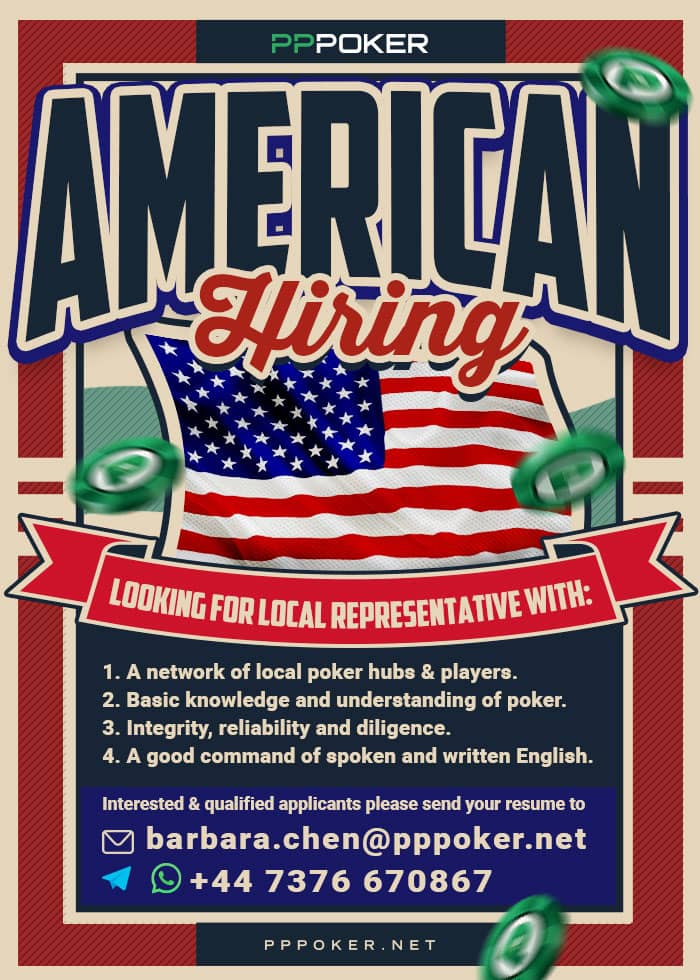 PPPOKER
AMERICAN
Hiring
LOOKING FOR LOCAL REPRESENTATIVE WITH:
1. A network of local poker hubs & players.
2. Basic knowledge and understanding of poker.
3. Integrity, reliability and diligence.
4. A good command of spoken and written English.
Interested & qualified applicants please send your resume to
barbara.chen@pppoker.net
+44 7376 670867
PPPOKER.NET